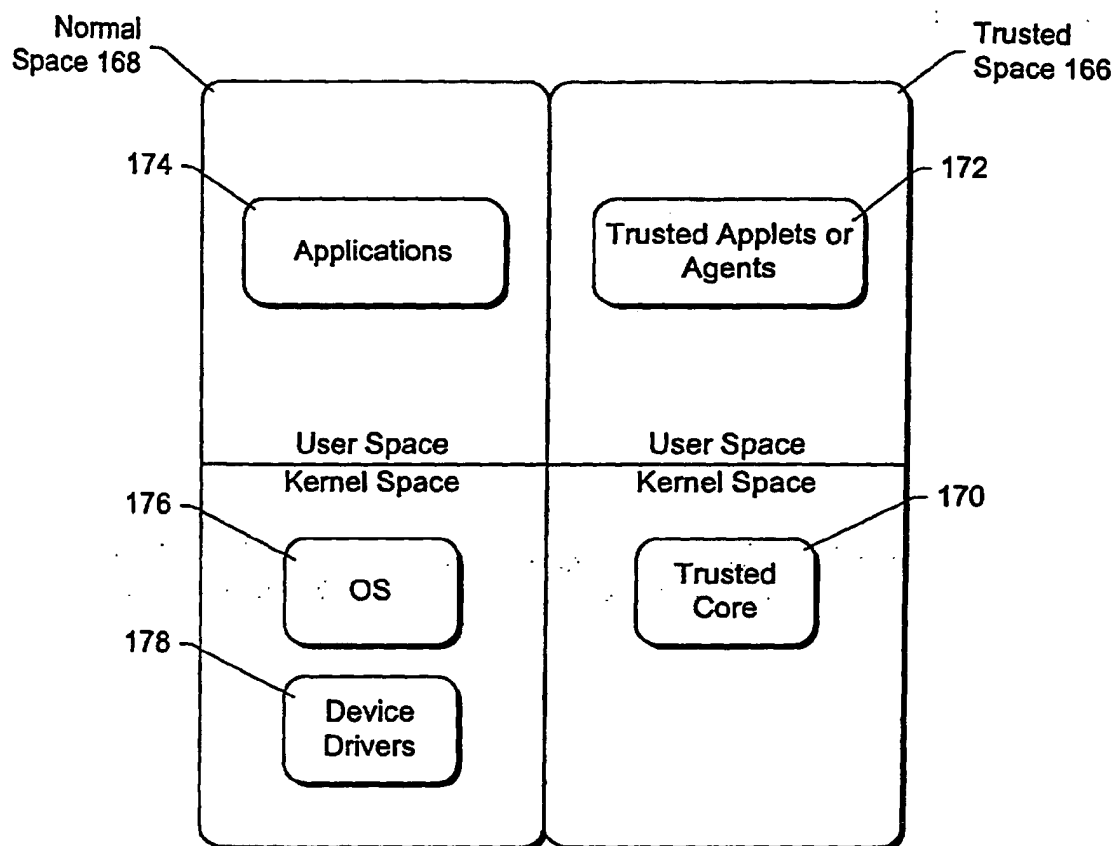 Normal
Space 168
Trusted
Space 166
174
172
Applications
Trusted Applets or
Agents
User Space
User Space
Kernel Space
Kernel Space
176
170
OS
Trusted
Core
178
Device
Drivers